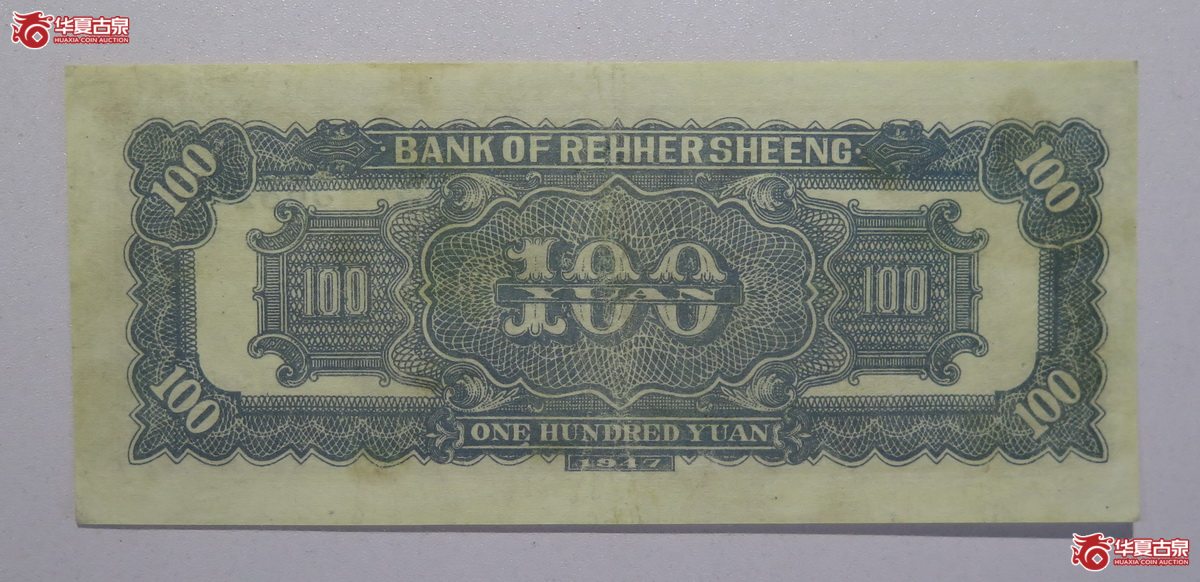 华夏古泉
HUAXIA COIN AUCTION
BANK OF REHHERSHEENG
100 100
100
YUAN
100 100
100 100
ONE HUNDRED YUAN
1947
华夏古泉
HUAXIA COIN AUCTION